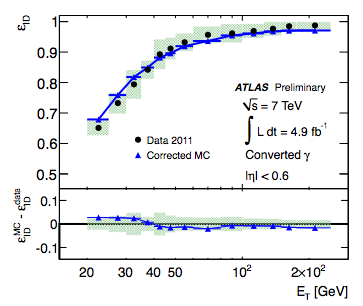 ε_ID
1
0.9
0.8
0.7
0.6
0.5
ATLAS Preliminary
√s = 7 TeV
∫ L dt = 4.9 fb⁻¹
Data 2011
Corrected MC
Converted γ
|η| < 0.6
ε_ID^MC - ε_ID^data
0.1
0
-0.1
20 30 40 50 10² 2×10²
E_T [GeV]